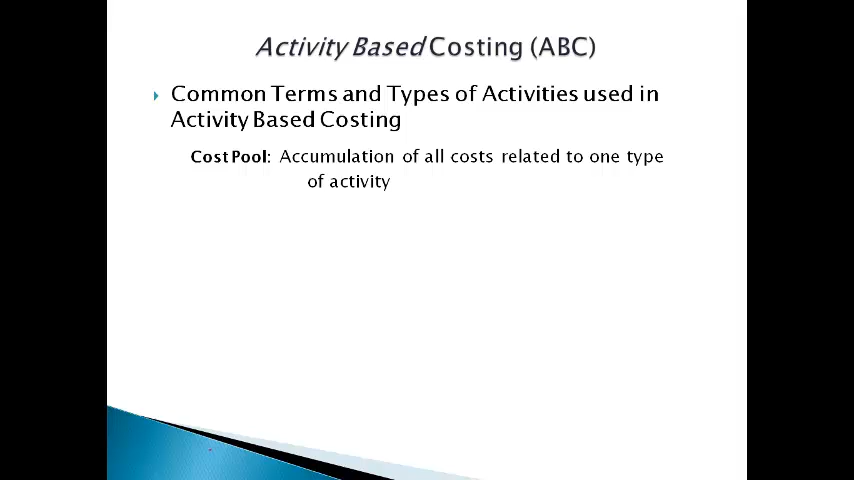 Activity Based Costing (ABC)
Common Terms and Types of Activities used in
Activity Based Costing
Cost Pool: Accumulation of all costs related to one type
of activity